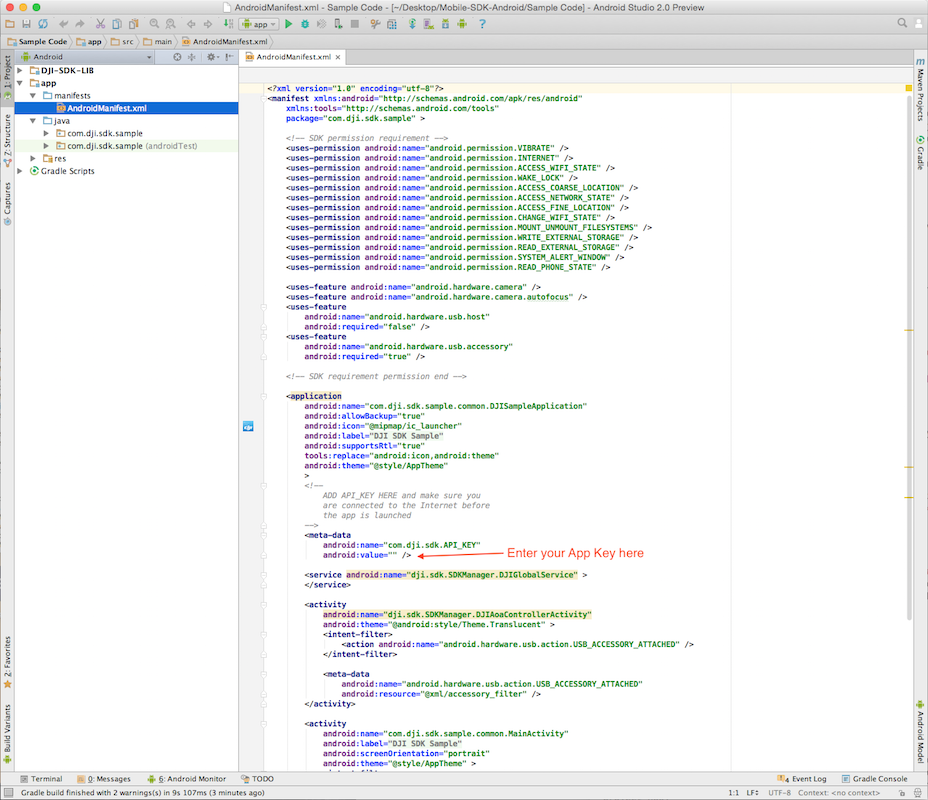 AndroidManifest.xml - Sample Code - [~/Desktop/Mobile-SDK-Android/Sample Code] - Android Studio 2.0 Preview
app
Sample Code app src main AndroidManifest.xml
Android
AndroidManifest.xml
1: Project
Z: Structure
Captures
2: Favorites
Build Variants
DJI-SDK-LIB
app
manifests
AndroidManifest.xml
java
com.dji.sdk.sample
com.dji.sdk.sample (androidTest)
res
Gradle Scripts
<?xml version="1.0" encoding="utf-8"?>
<manifest xmlns:android="http://schemas.android.com/apk/res/android"
xmlns:tools="http://schemas.android.com/tools"
package="com.dji.sdk.sample" >
<!-- SDK permission requirement -->
<uses-permission android:name="android.permission.VIBRATE" />
<uses-permission android:name="android.permission.INTERNET" />
<uses-permission android:name="android.permission.ACCESS_WIFI_STATE" />
<uses-permission android:name="android.permission.WAKE_LOCK" />
<uses-permission android:name="android.permission.ACCESS_COARSE_LOCATION" />
<uses-permission android:name="android.permission.ACCESS_NETWORK_STATE" />
<uses-permission android:name="android.permission.ACCESS_FINE_LOCATION" />
<uses-permission android:name="android.permission.CHANGE_WIFI_STATE" />
<uses-permission android:name="android.permission.MOUNT_UNMOUNT_FILESYSTEMS" />
<uses-permission android:name="android.permission.WRITE_EXTERNAL_STORAGE" />
<uses-permission android:name="android.permission.READ_EXTERNAL_STORAGE" />
<uses-permission android:name="android.permission.SYSTEM_ALERT_WINDOW" />
<uses-permission android:name="android.permission.READ_PHONE_STATE" />
<uses-feature android:name="android.hardware.camera" />
<uses-feature android:name="android.hardware.camera.autofocus" />
<uses-feature
android:name="android.hardware.usb.host"
android:required="false" />
<uses-feature
android:name="android.hardware.usb.accessory"
android:required="true" />
<!-- SDK requirement permission end -->
<application
android:name="com.dji.sdk.sample.common.DJISampleApplication"
android:allowBackup="true"
android:icon="@mipmap/ic_launcher"
android:label="DJI SDK Sample"
android:supportsRtl="true"
tools:replace="android:icon,android:theme"
android:theme="@style/AppTheme"
>
<!--
ADD API_KEY HERE and make sure you
are connected to the Internet before
the app is launched
-->
<meta-data
android:name="com.dji.sdk.API_KEY"
android:value="" />
Enter your App Key here
<service android:name="dji.sdk.SDKManager.DJIGlobalService" >
</service>
<activity
android:name="dji.sdk.SDKManager.DJIAoaControllerActivity"
android:theme="@android:style/Theme.Translucent" >
<intent-filter>
<action android:name="android.hardware.usb.action.USB_ACCESSORY_ATTACHED" />
</intent-filter>
<meta-data
android:name="android.hardware.usb.action.USB_ACCESSORY_ATTACHED"
android:resource="@xml/accessory_filter" />
</activity>
<activity
android:name="com.dji.sdk.sample.common.MainActivity"
android:label="DJI SDK Sample"
android:screenOrientation="portrait"
android:theme="@style/AppTheme" >
Maven Projects
Gradle
Android Model
Terminal 0: Messages 6: Android Monitor TODO 4 Event Log Gradle Console
Gradle build finished with 2 warnings(s) in 9s 107ms (3 minutes ago) 1:1 LF UTF-8 Context: <no context>